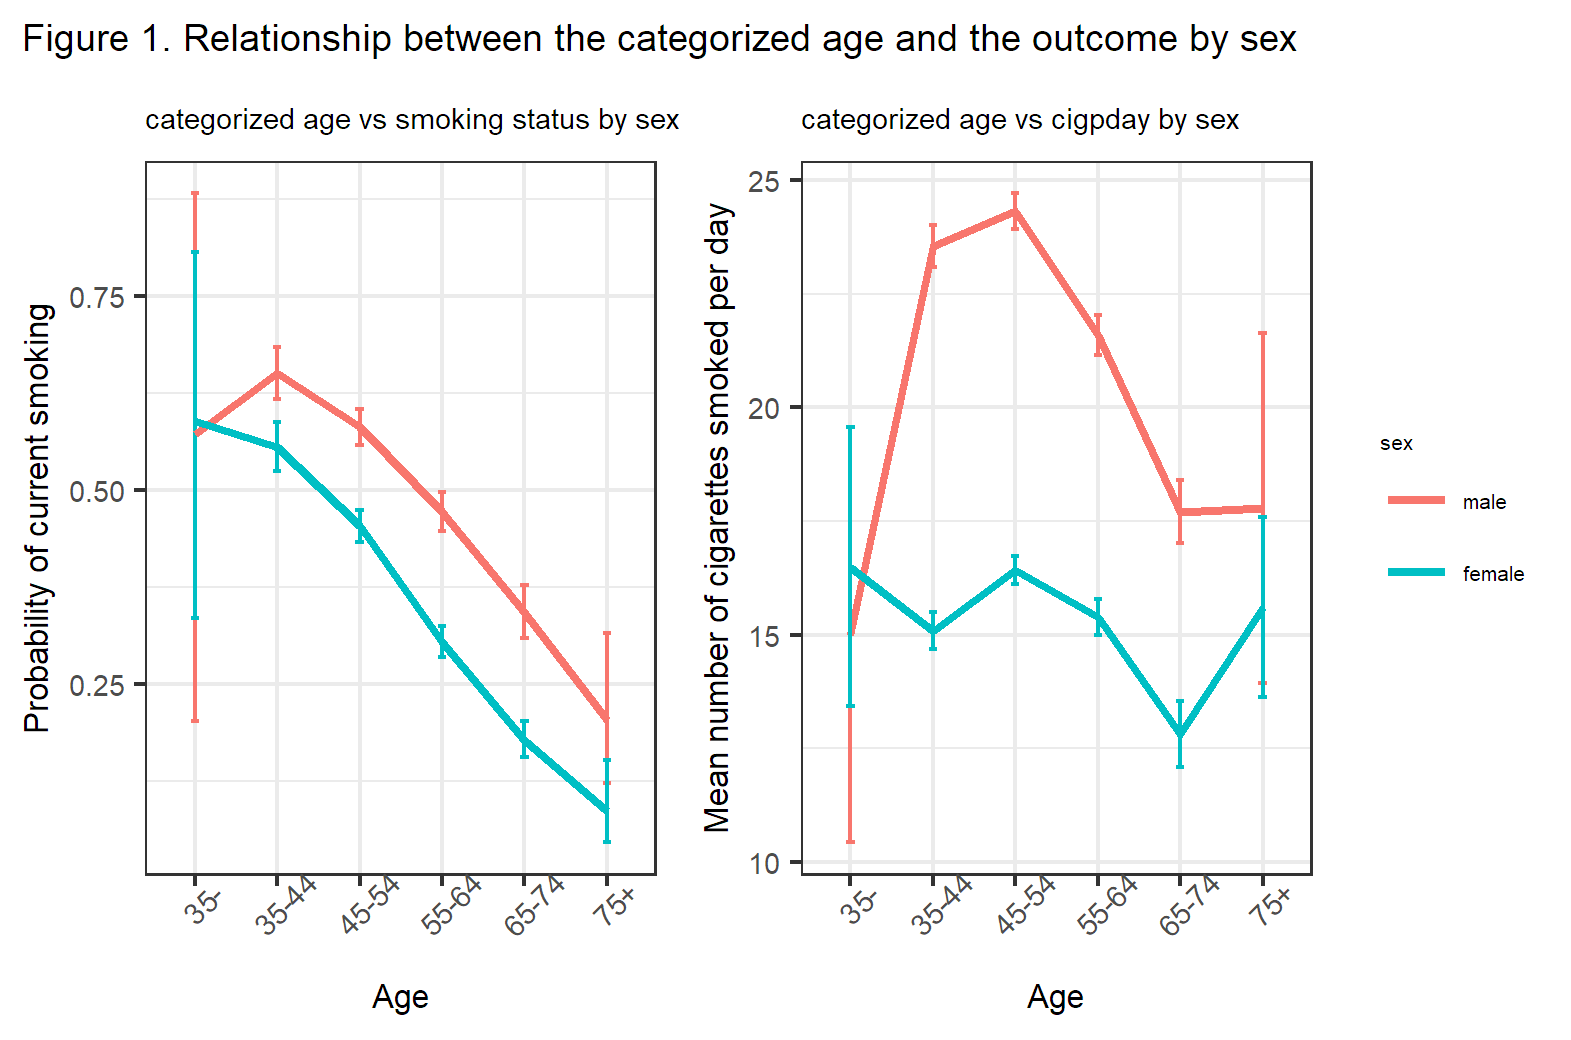 Figure 1. Relationship between the categorized age and the outcome by sex
categorized age vs smoking status by sex
Probability of current smoking
0.75
0.50
0.25
35-
35-44
45-54
55-64
65-74
75+
Age
categorized age vs cigpday by sex
Mean number of cigarettes smoked per day
25
20
15
10
35-
35-44
45-54
55-64
65-74
75+
Age
sex
male
female